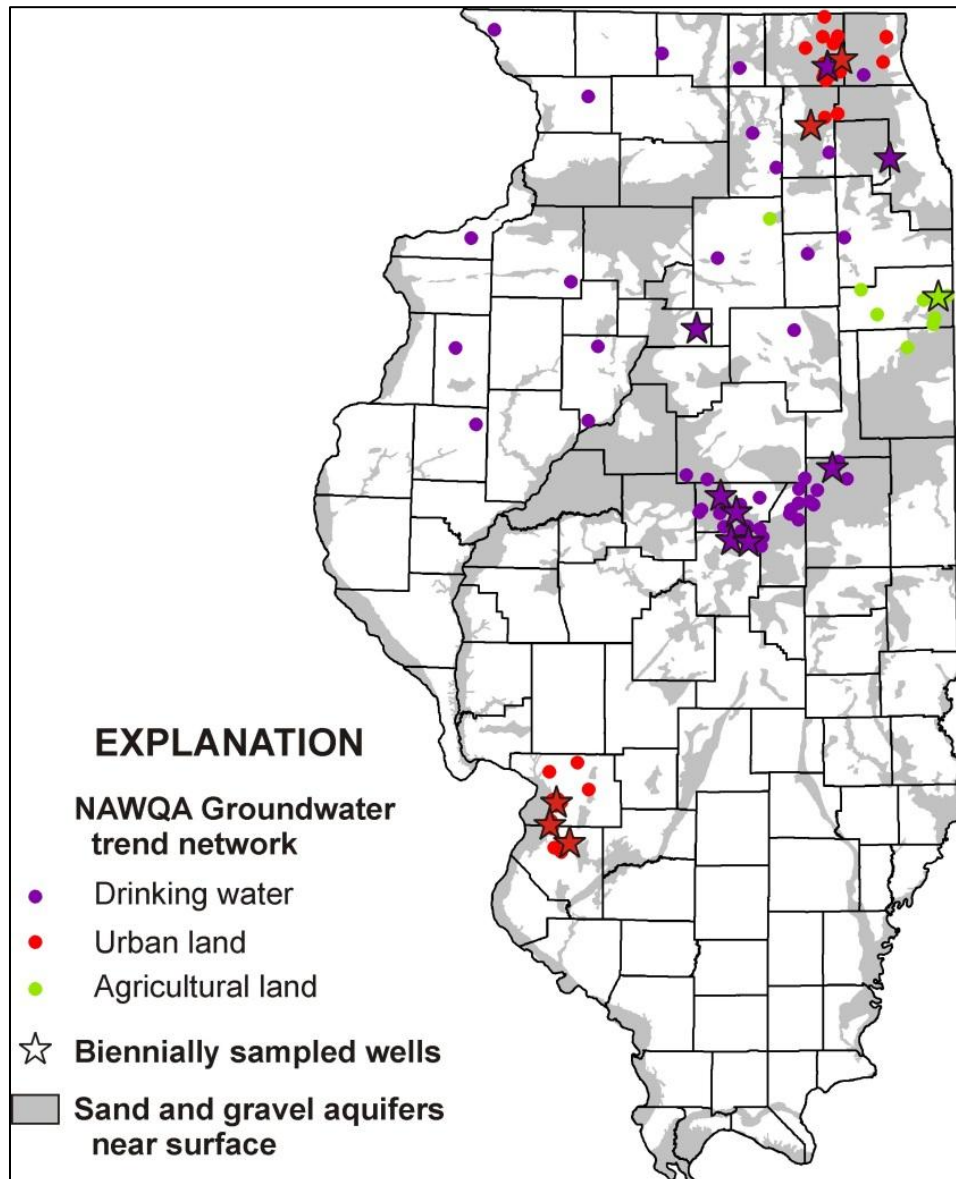 EXPLANATION
NAWQA Groundwater
trend network
Drinking water
Urban land
Agricultural land
Biennially sampled wells
Sand and gravel aquifers
near surface